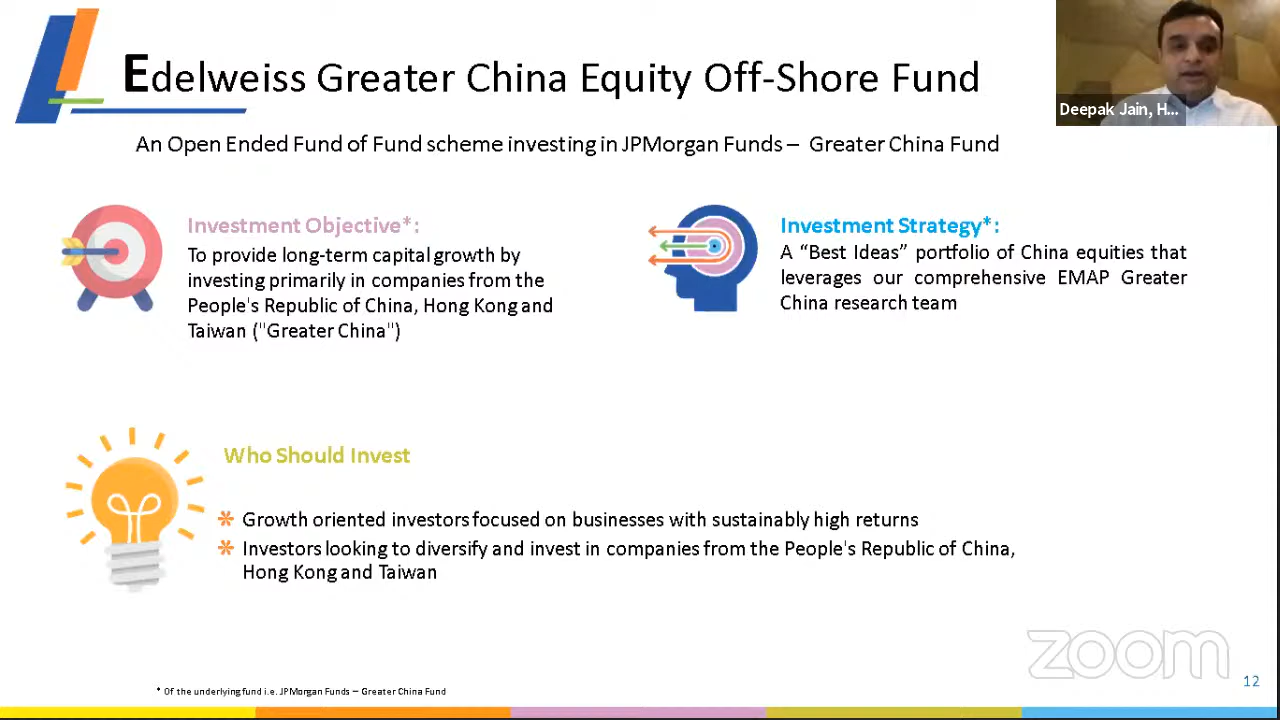 Edelweiss Greater China Equity Off-Shore Fund
Deepak Jain, H...
An Open Ended Fund of Fund scheme investing in JPMorgan Funds – Greater China Fund
Investment Objective*:
To provide long-term capital growth by
investing primarily in companies from the
People's Republic of China, Hong Kong and
Taiwan ("Greater China")
Investment Strategy*:
A “Best Ideas” portfolio of China equities that
leverages our comprehensive EMAP Greater
China research team
Who Should Invest
Growth oriented investors focused on businesses with sustainably high returns
Investors looking to diversify and invest in companies from the People's Republic of China,
Hong Kong and Taiwan
zoom
12
* Of the underlying fund i.e. JPMorgan Funds – Greater China Fund